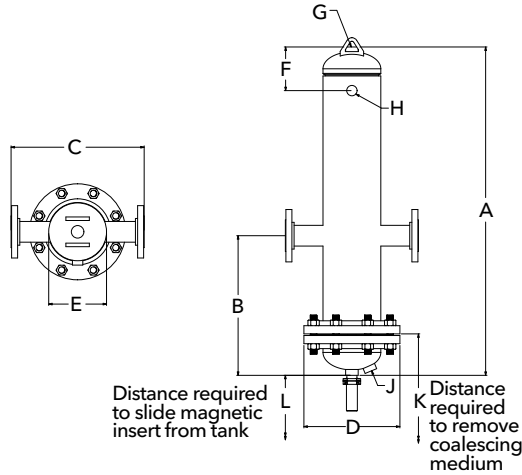 G
F
H
C
A
B
E
J
Distance required
to slide magnetic
insert from tank
L
D
K
Distance
required
to remove
coalescing
medium